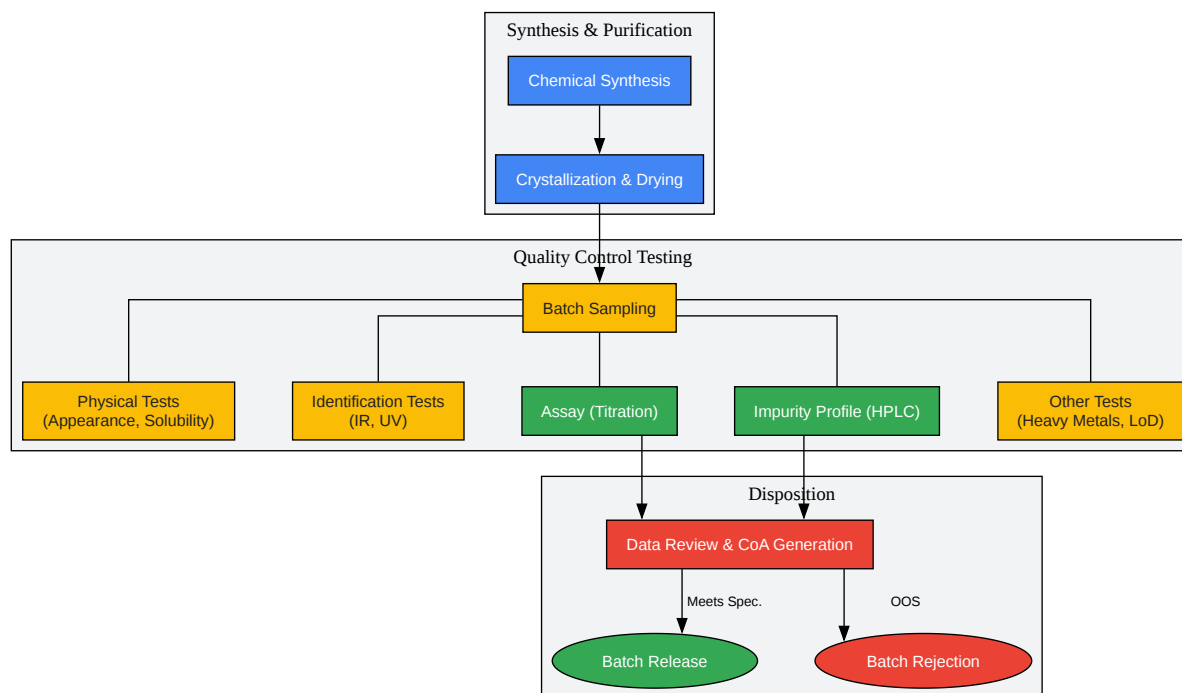 Synthesis & Purification
Chemical Synthesis
Crystallization & Drying
Quality Control Testing
Batch Sampling
Physical Tests
(Appearance, Solubility)
Identification Tests
(IR, UV)
Assay (Titration)
Impurity Profile (HPLC)
Other Tests
(Heavy Metals, LoD)
Disposition
Data Review & CoA Generation
Meets Spec.
OOS
Batch Release
Batch Rejection